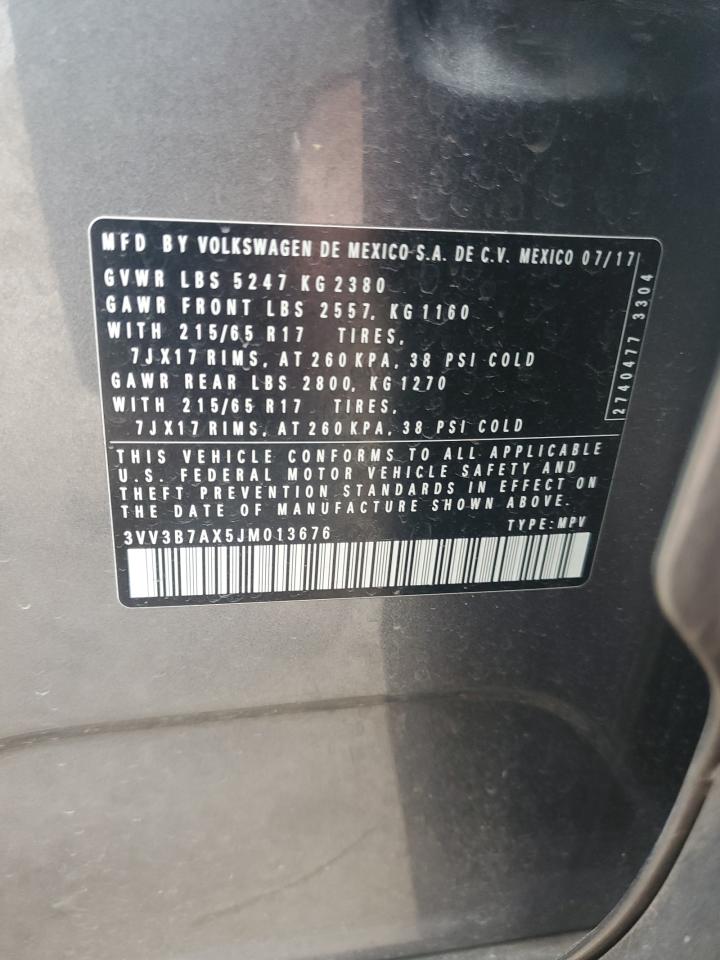 MFD BY VOLKSWAGEN DE MEXICO S.A. DE C.V. MEXICO 07/17
GVWR LBS 5247 KG 2380
GAWR FRONT LBS 2557, KG 1160
WITH 215/65 R17 TIRES,
7JX17 RIMS, AT 260 KPA, 38 PSI COLD
GAWR REAR LBS 2800, KG 1270
WITH 215/65 R17 TIRES,
7JX17 RIMS, AT 260 KPA, 38 PSI COLD
2740477 3304
THIS VEHICLE CONFORMS TO ALL APPLICABLE
U.S. FEDERAL MOTOR VEHICLE SAFETY AND
THEFT PREVENTION STANDARDS IN EFFECT ON
THE DATE OF MANUFACTURE SHOWN ABOVE.
3VV3B7AX5JM013676 TYPE: MPV